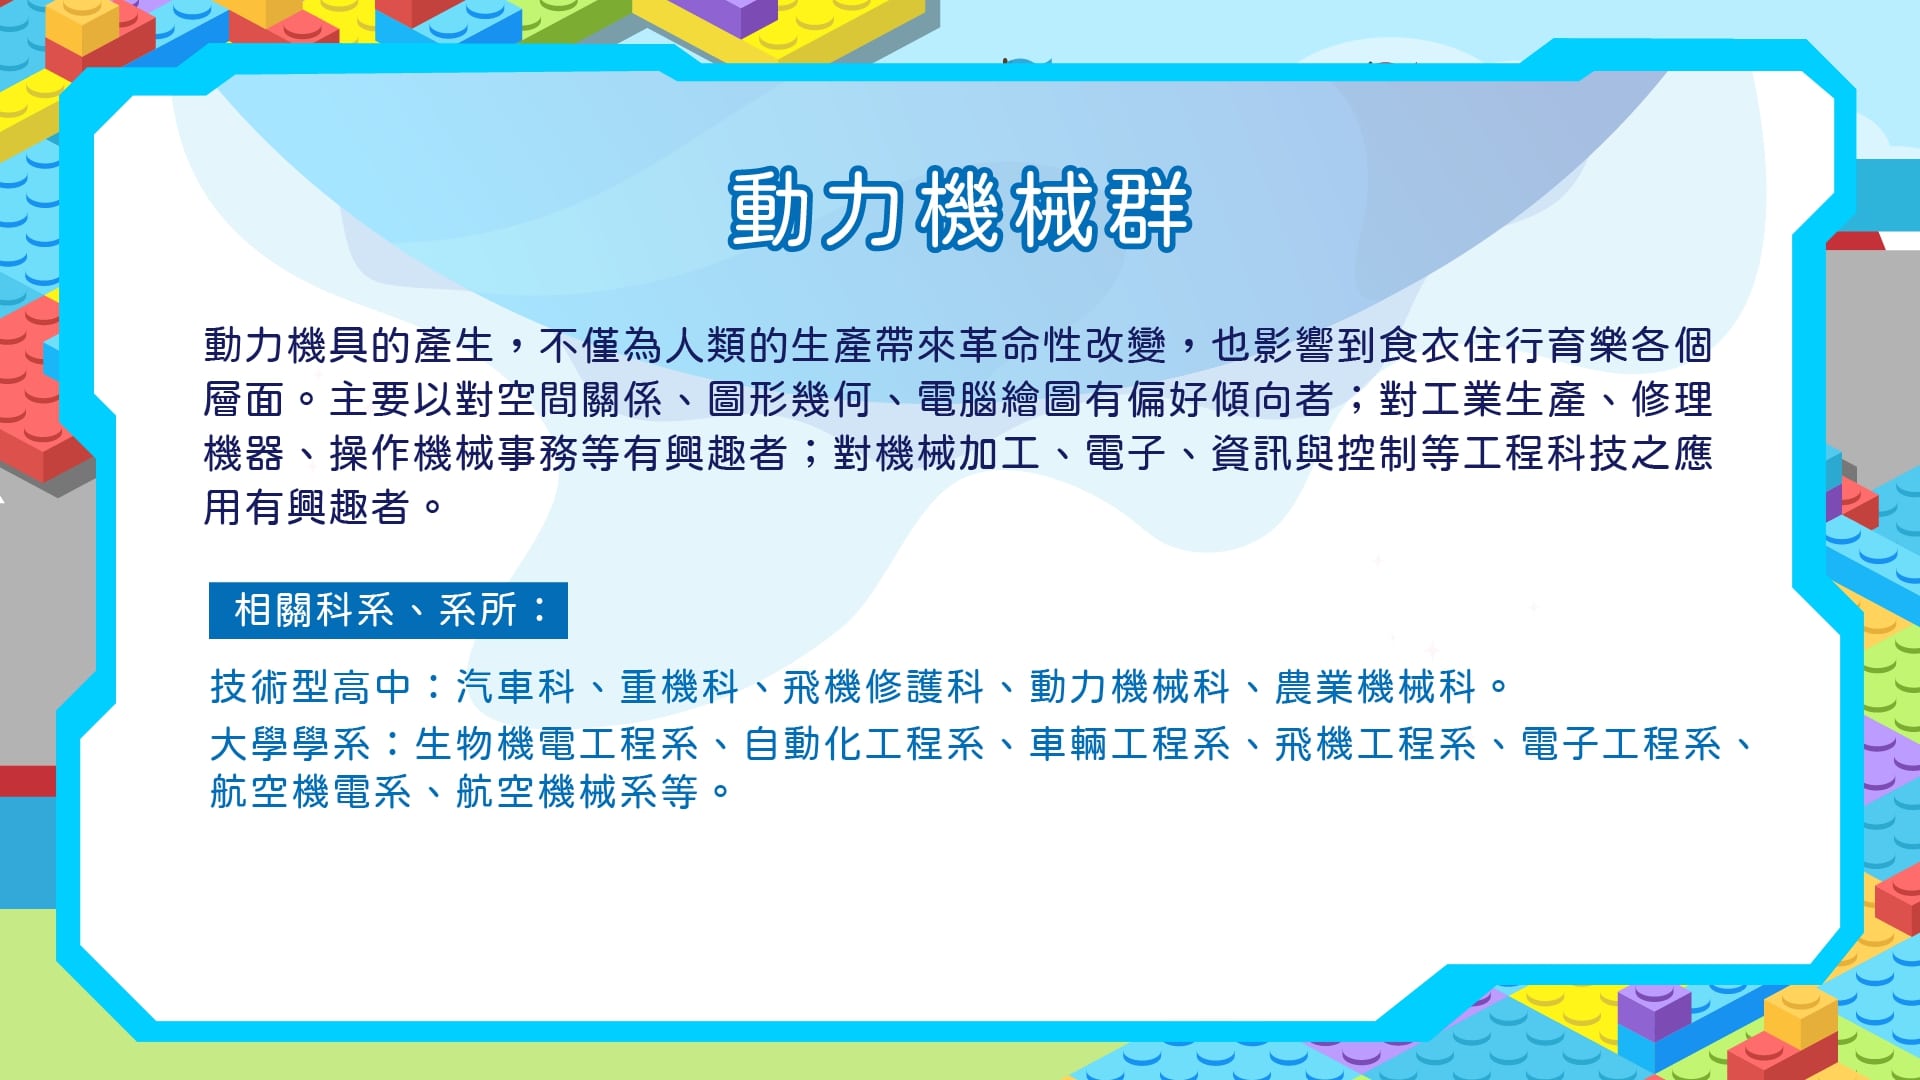 動力機械群
動力機具的產生，不僅為人類的生產帶來革命性改變，也影響到食衣住行育樂各個
層面。主要以對空間關係、圖形幾何、電腦繪圖有偏好傾向者；對工業生產、修理
機器、操作機械事務等有興趣者；對機械加工、電子、資訊與控制等工程科技之應
用有興趣者。
相關科系、系所：
技術型高中：汽車科、重機科、飛機修護科、動力機械科、農業機械科。
大學學系：生物機電工程系、自動化工程系、車輛工程系、飛機工程系、電子工程系、
航空機電系、航空機械系等。